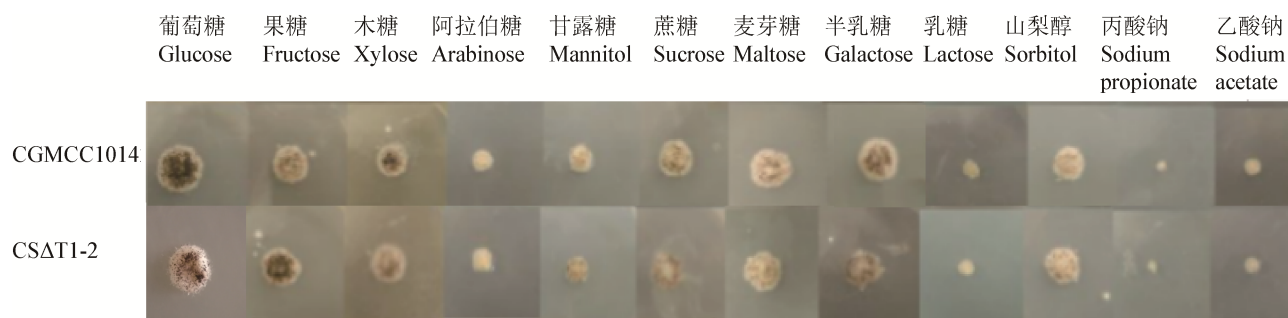 葡萄糖 果糖 木糖 阿拉伯糖 甘露糖 蔗糖 麦芽糖 半乳糖 乳糖 山梨醇 丙酸钠 乙酸钠
Glucose Fructose Xylose Arabinose Mannitol Sucrose Maltose Galactose Lactose Sorbitol Sodium Sodium
propionate acetate
CGMCC1014
CSΔT1-2